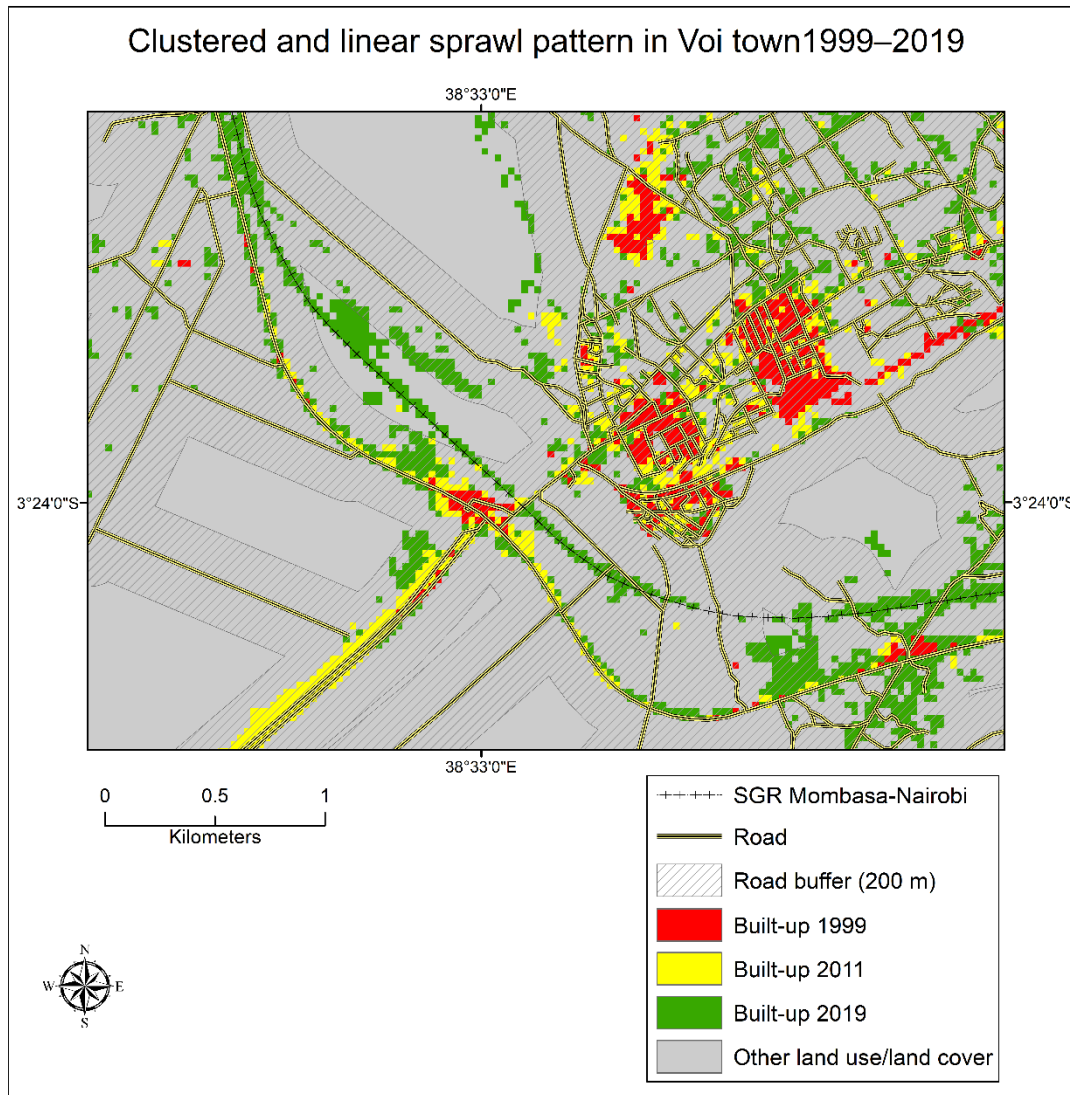 Clustered and linear sprawl pattern in Voi town1999–2019
38°33'0"E
3°24'0"S
3°24'0"S
38°33'0"E
0 0.5 1
Kilometers
SGR Mombasa-Nairobi
Road
Road buffer (200 m)
Built-up 1999
Built-up 2011
Built-up 2019
Other land use/land cover
N
W E
S